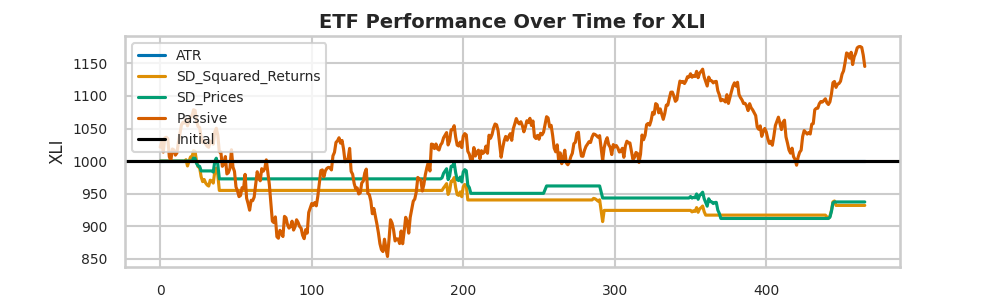 ETF Performance Over Time for XLI
XLI
1150
1100
1050
1000
950
900
850
ATR
SD_Squared_Returns
SD_Prices
Passive
Initial
0 100 200 300 400